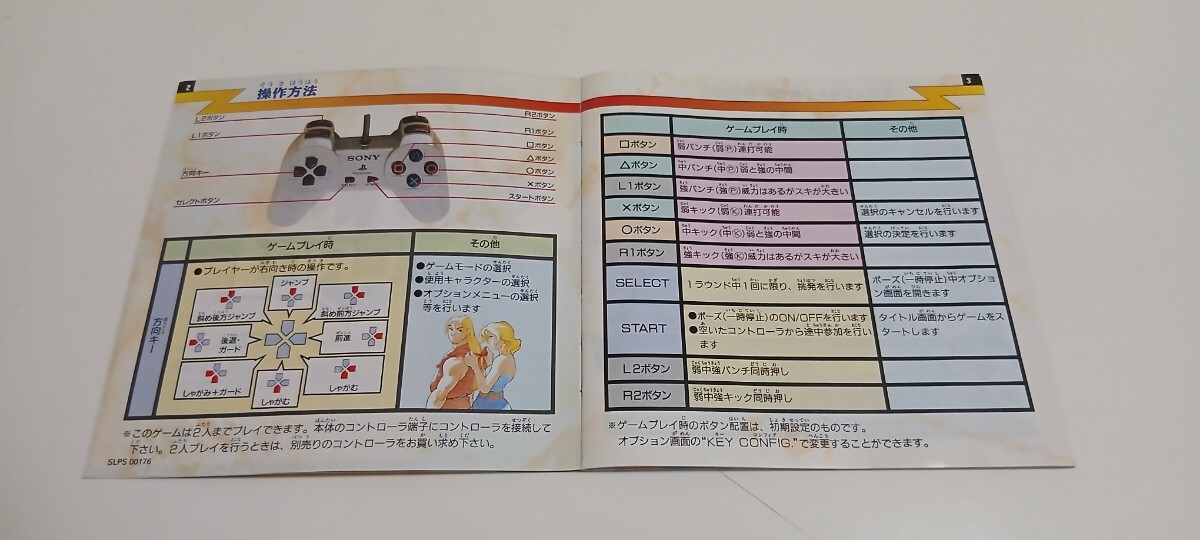 2
操作方法
L2ボタン
L1ボタン
方向キー
セレクトボタン
R2ボタン
R1ボタン
□ボタン
△ボタン
○ボタン
×ボタン
スタートボタン
SONY
方向キー
ゲームプレイ時
その他
●プレイヤーが右向き時の操作です。
ジャンプ
斜め後方ジャンプ
斜め前方ジャンプ
後退・
ガード
前進
しゃがみ+ガード
しゃがむ
しゃがむ
●ゲームモードの選択
●使用キャラクターの選択
●オプションメニューの選択
等を行います
※このゲームは2人までプレイできます。本体のコントローラ端子にコントローラを接続して
下さい。2人プレイを行うときは、別売りのコントローラをお買い求め下さい。
SLPS 00176
3
ゲームプレイ時
その他
□ボタン
弱パンチ(弱Ⓟ)連打可能
△ボタン
中パンチ(中Ⓟ)弱と強の中間
L1ボタン
強パンチ(強Ⓟ)威力はあるがスキが大きい
×ボタン
弱キック(弱Ⓚ)連打可能
選択のキャンセルを行います
○ボタン
中キック(中Ⓚ)弱と強の中間
選択の決定を行います
R1ボタン
強キック(強Ⓚ)威力はあるがスキが大きい
SELECT
1ラウンド中1回に限り、挑発を行います
ポーズ(一時停止)中オプショ
ン画面を開きます
START
●ポーズ(一時停止)のON/OFFを行います
●空いたコントローラから途中参加を行い
ます
タイトル画面からゲームをス
タートします
L2ボタン
弱中強パンチ同時押し
R2ボタン
弱中強キック同時押し
※ゲームプレイ時のボタン配置は、初期設定のものです。
オプション画面の"KEY CONFIG."で変更することができます。